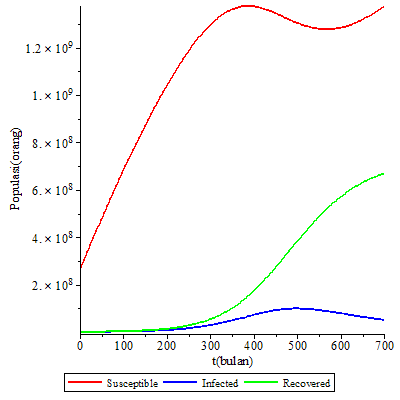 1.2 × 10⁹
1. × 10⁹
8. × 10⁸
6. × 10⁸
4. × 10⁸
2. × 10⁸
Populasi(orang)
0 100 200 300 400 500 600 700
t(bulan)
Susceptible Infected Recovered